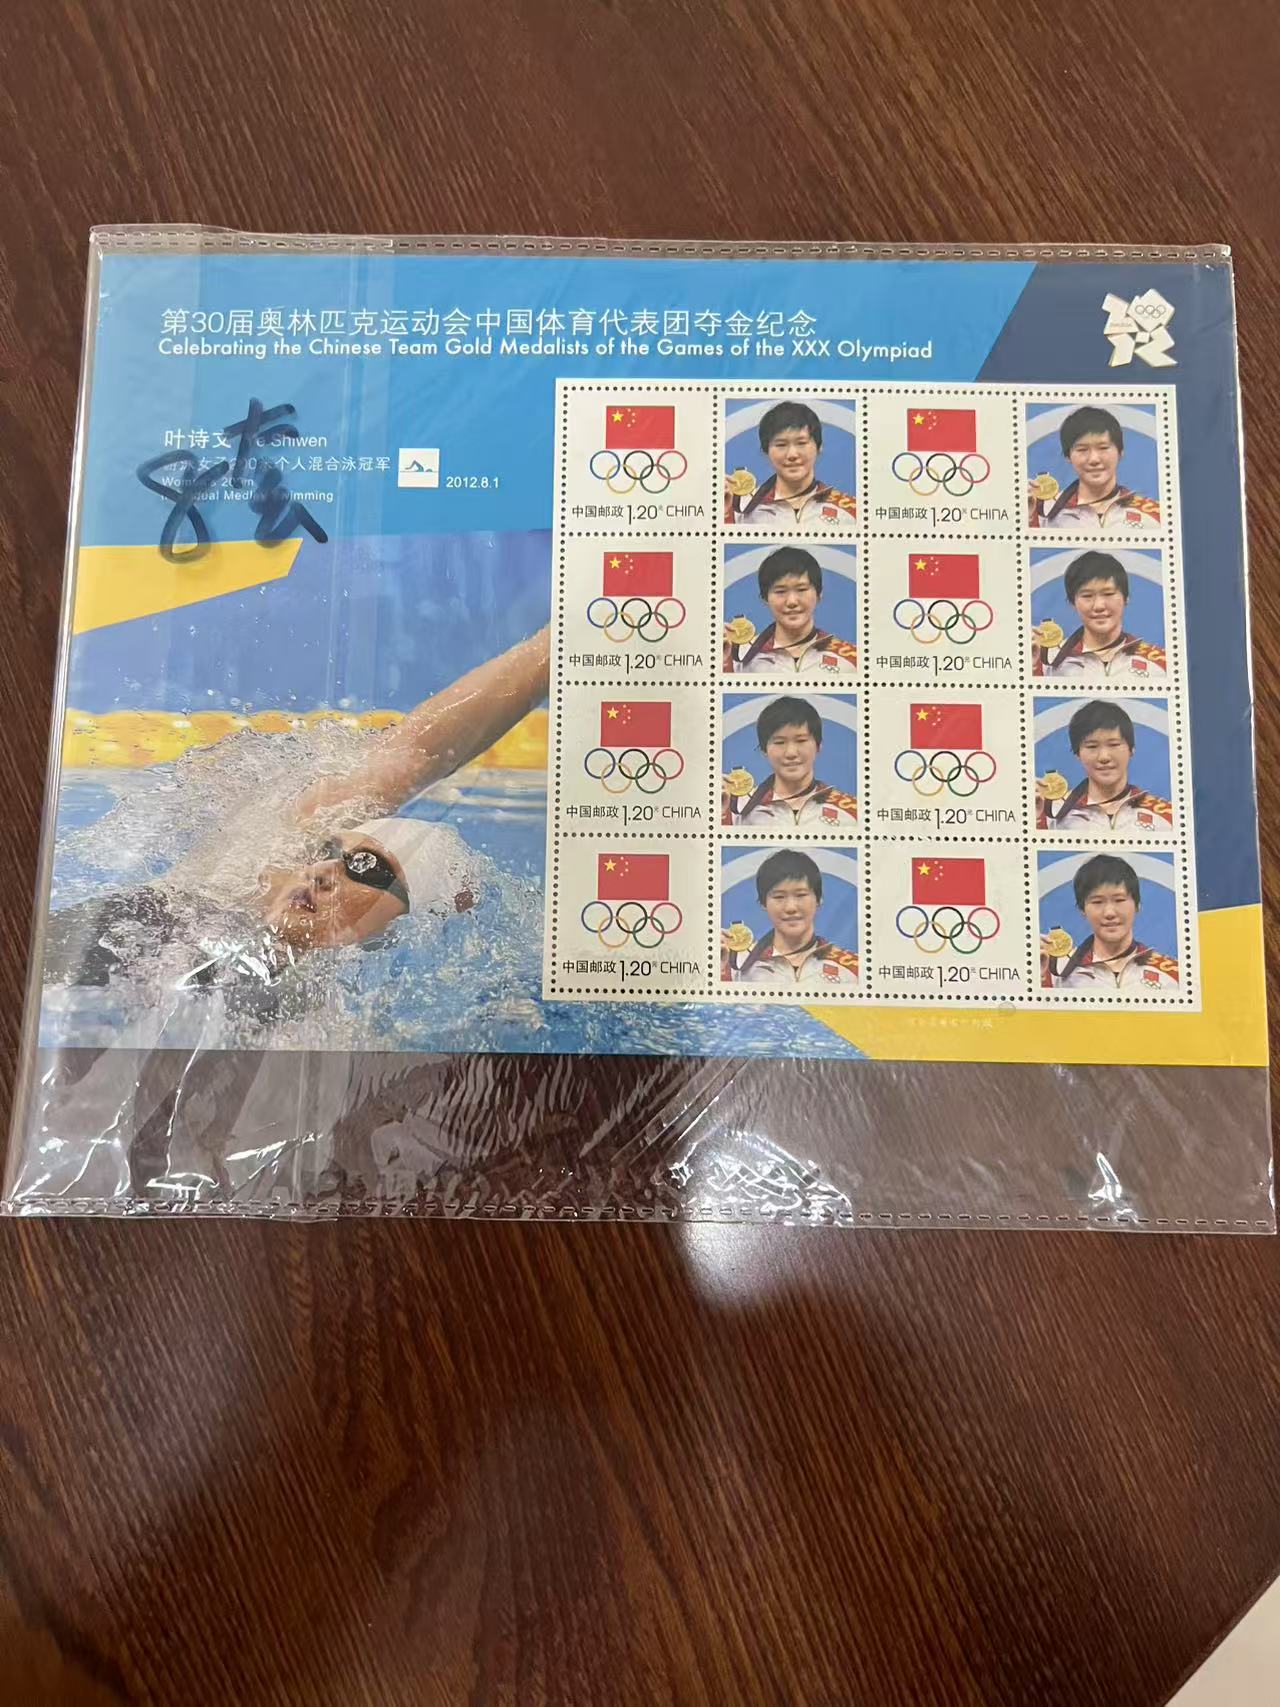 第30届奥林匹克运动会中国体育代表团夺金纪念
Celebrating the Chinese Team Gold Medalists of the Games of the XXX Olympiad
叶诗文 Ye Shiwen
游泳女子200米个人混合泳冠军
Women's 200m
Individual Medley Swimming
2012.8.1
8套
中国邮政 1.20元 CHINA
中国邮政 1.20元 CHINA
中国邮政 1.20元 CHINA
中国邮政 1.20元 CHINA
中国邮政 1.20元 CHINA
中国邮政 1.20元 CHINA
中国邮政 1.20元 CHINA
中国邮政 1.20元 CHINA